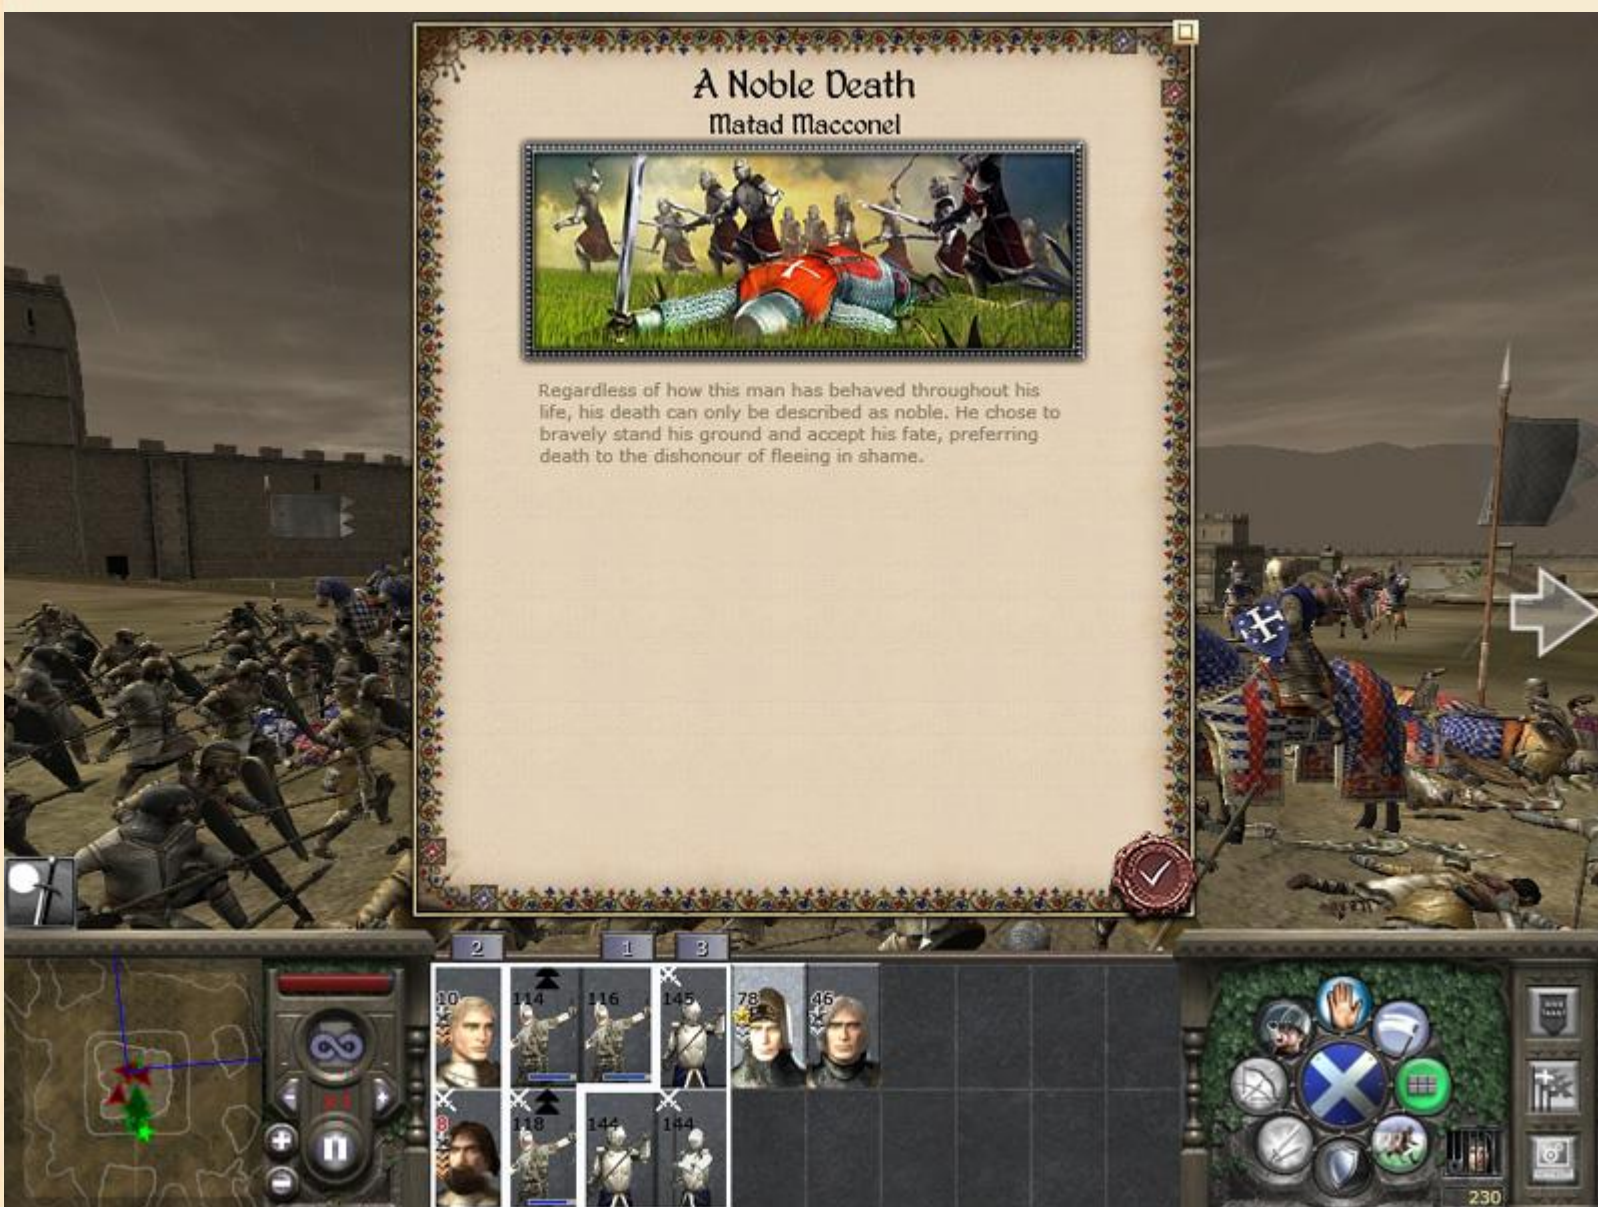 A Noble Death
Matad Macconel
Regardless of how this man has behaved throughout his
life, his death can only be described as noble. He chose to
bravely stand his ground and accept his fate, preferring
death to the dishonour of fleeing in shame.
2
1
3
10
114
116
145
78
46
x1
8
118
144
144
230